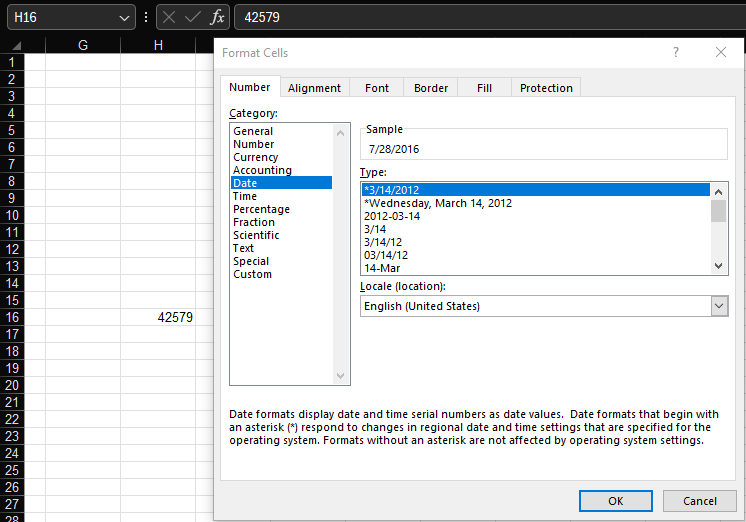 H16
fx
42579
G H
1
2
3
4
5
6
7
8
9
10
11
12
13
14
15
16 42579
17
18
19
20
21
22
23
24
25
26
27
28
Format Cells
?
Number Alignment Font Border Fill Protection
Category:
General
Number
Currency
Accounting
Date
Time
Percentage
Fraction
Scientific
Text
Special
Custom
Sample
7/28/2016
Type:
*3/14/2012
*Wednesday, March 14, 2012
2012-03-14
3/14
3/14/12
03/14/12
14-Mar
Locale (location):
English (United States)
Date formats display date and time serial numbers as date values.  Date formats that begin with
an asterisk (*) respond to changes in regional date and time settings that are specified for the
operating system. Formats without an asterisk are not affected by operating system settings.
OK Cancel